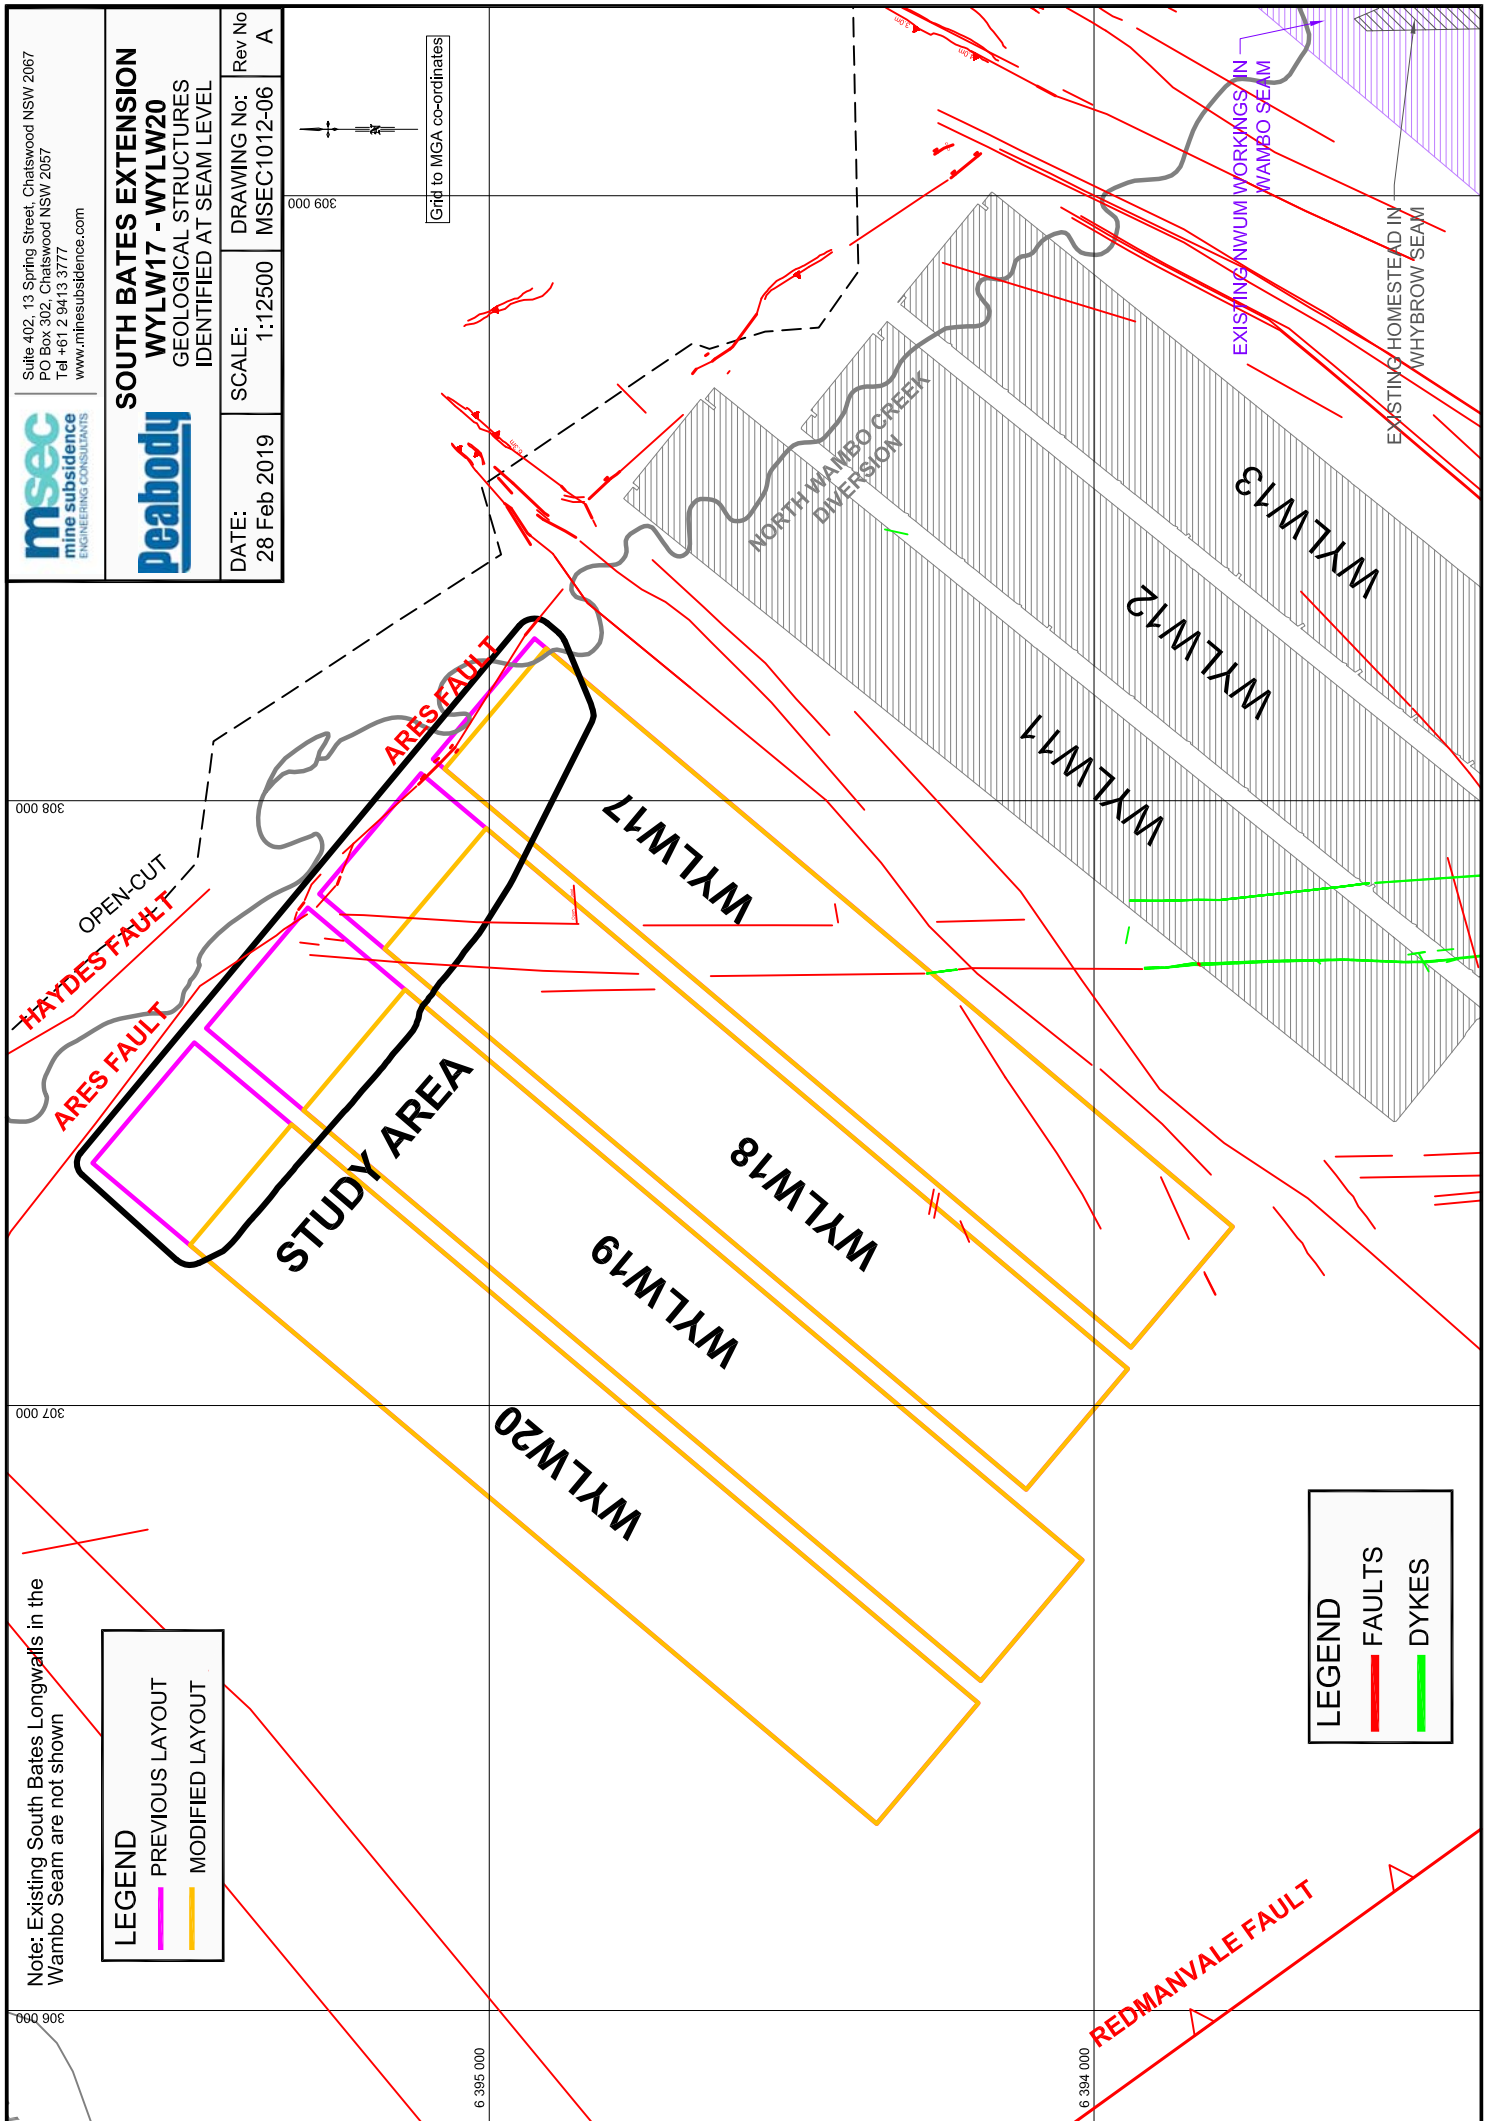 msec
mine subsidence
ENGINEERING CONSULTANTS
Suite 402, 13 Spring Street, Chatswood NSW 2067
PO Box 302, Chatswood NSW 2057
Tel +61 2 9413 3777
www.minesubsidence.com
Peabody
SOUTH BATES EXTENSION
WYLW17 - WYLW20
GEOLOGICAL STRUCTURES
IDENTIFIED AT SEAM LEVEL
DATE:
28 Feb 2019
SCALE:
1:12500
DRAWING No:
MSEC1012-06
Rev No
A
N
Grid to MGA co-ordinates
309 000
308 000
307 000
306 000
6 395 000
6 394 000
OPEN-CUT
HAYDES FAULT
ARES FAULT
ARES FAULT
STUDY AREA
NORTH WAMBO CREEK
DIVERSION
EXISTING NWUM WORKINGS IN
WAMBO SEAM
EXISTING HOMESTEAD IN
WHYBROW SEAM
WYLW11
WYLW12
WYLW13
WYLW17
WYLW18
WYLW19
WYLW20
REDMANVALE FAULT
Note: Existing South Bates Longwalls in the
Wambo Seam are not shown
LEGEND
PREVIOUS LAYOUT
MODIFIED LAYOUT
LEGEND
FAULTS
DYKES